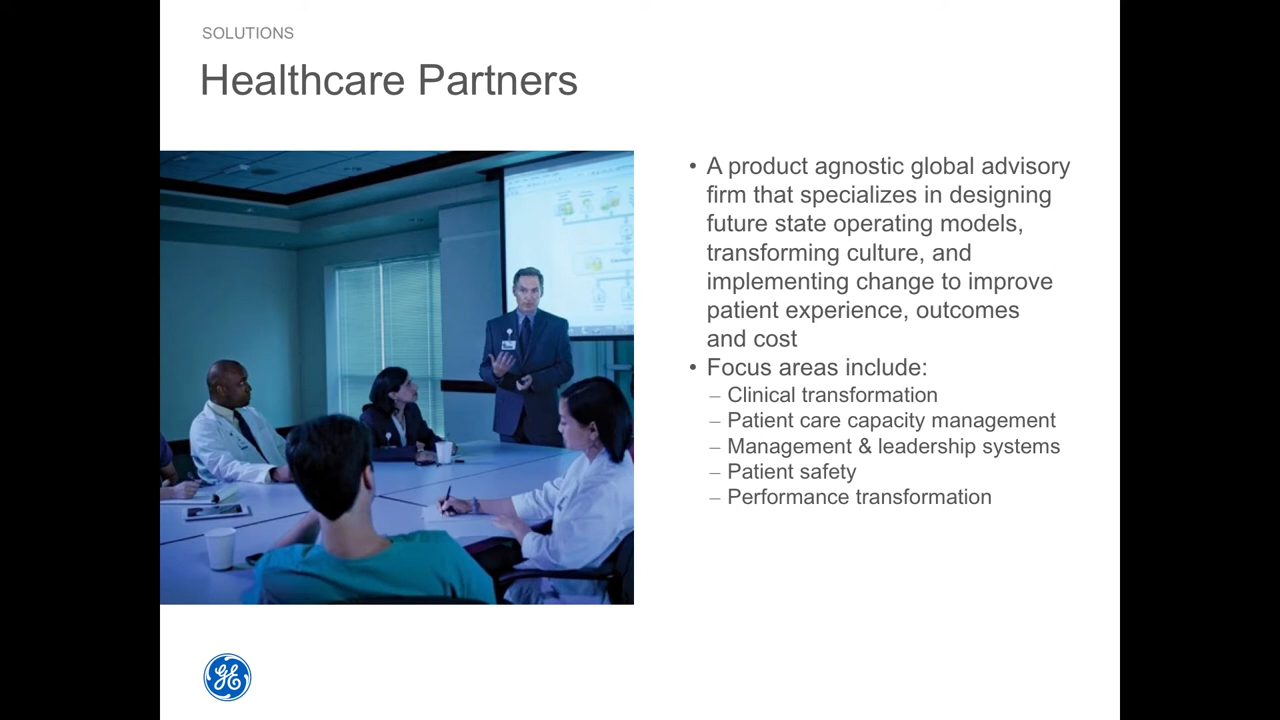 SOLUTIONS
Healthcare Partners
• A product agnostic global advisory
firm that specializes in designing
future state operating models,
transforming culture, and
implementing change to improve
patient experience, outcomes
and cost
• Focus areas include:
– Clinical transformation
– Patient care capacity management
– Management & leadership systems
– Patient safety
– Performance transformation
GE